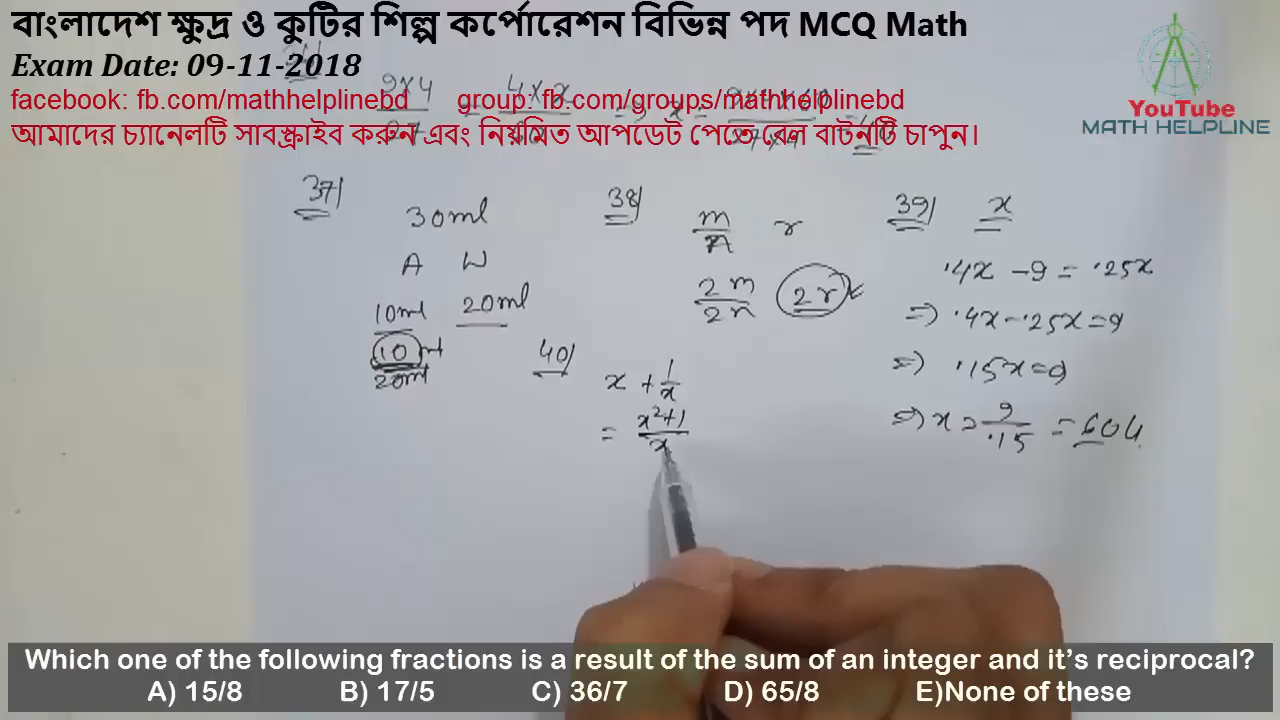 বাংলাদেশ ক্ষুদ্র ও কুটির শিল্প কর্পোরেশন বিভিন্ন পদ MCQ Math
Exam Date: 09-11-2018
facebook: fb.com/mathhelplinebd group: fb.com/groups/mathhelplinebd
আমাদের চ্যানেলটি সাবস্ক্রাইব করুন এবং নিয়মিত আপডেট পেতে বেল বাটনটি চাপুন।
YouTube
MATH HELPLINE
37/
30ml
A W
10ml 20ml
10 ml
20ml
38/
m/n r
2m/2n 2r
39/ x
.4x - 9 = .25x
=> .4x - .25x = 9
=> .15x = 9
=> x = 9/.15 = 60
40/
x + 1/x
= x²+1/x
Which one of the following fractions is a result of the sum of an integer and it's reciprocal?
A) 15/8 B) 17/5 C) 36/7 D) 65/8 E)None of these